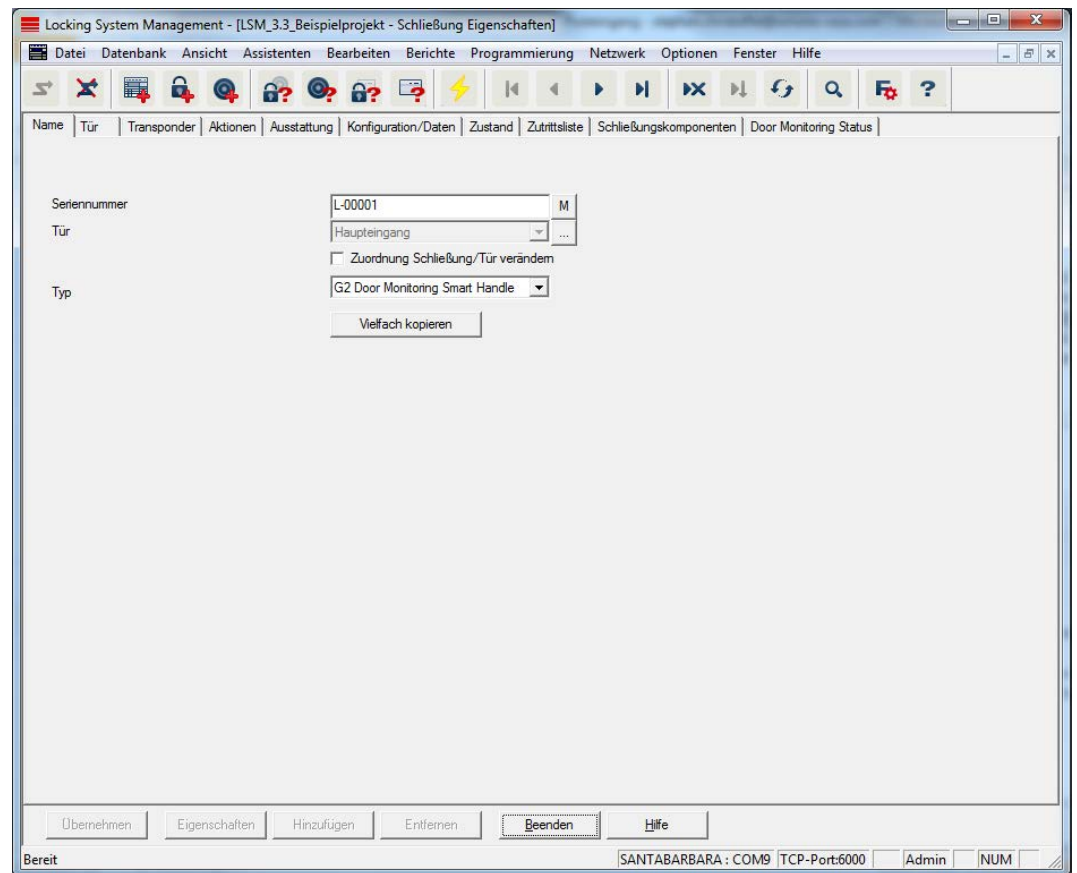 Locking System Management - [LSM_3.3_Beispielprojekt - Schließung Eigenschaften]
Datei Datenbank Ansicht Assistenten Bearbeiten Berichte Programmierung Netzwerk Optionen Fenster Hilfe
Name Tür Transponder Aktionen Ausstattung Konfiguration/Daten Zustand Zutrittsliste Schließungskomponenten Door Monitoring Status
Seriennummer L-00001 M
Tür Haupteingang ...
Zuordnung Schließung/Tür verändern
Typ G2 Door Monitoring Smart Handle
Vielfach kopieren
Übernehmen Eigenschaften Hinzufügen Entfernen Beenden Hilfe
Bereit SANTABARBARA : COM9 TCP-Port:6000 Admin NUM